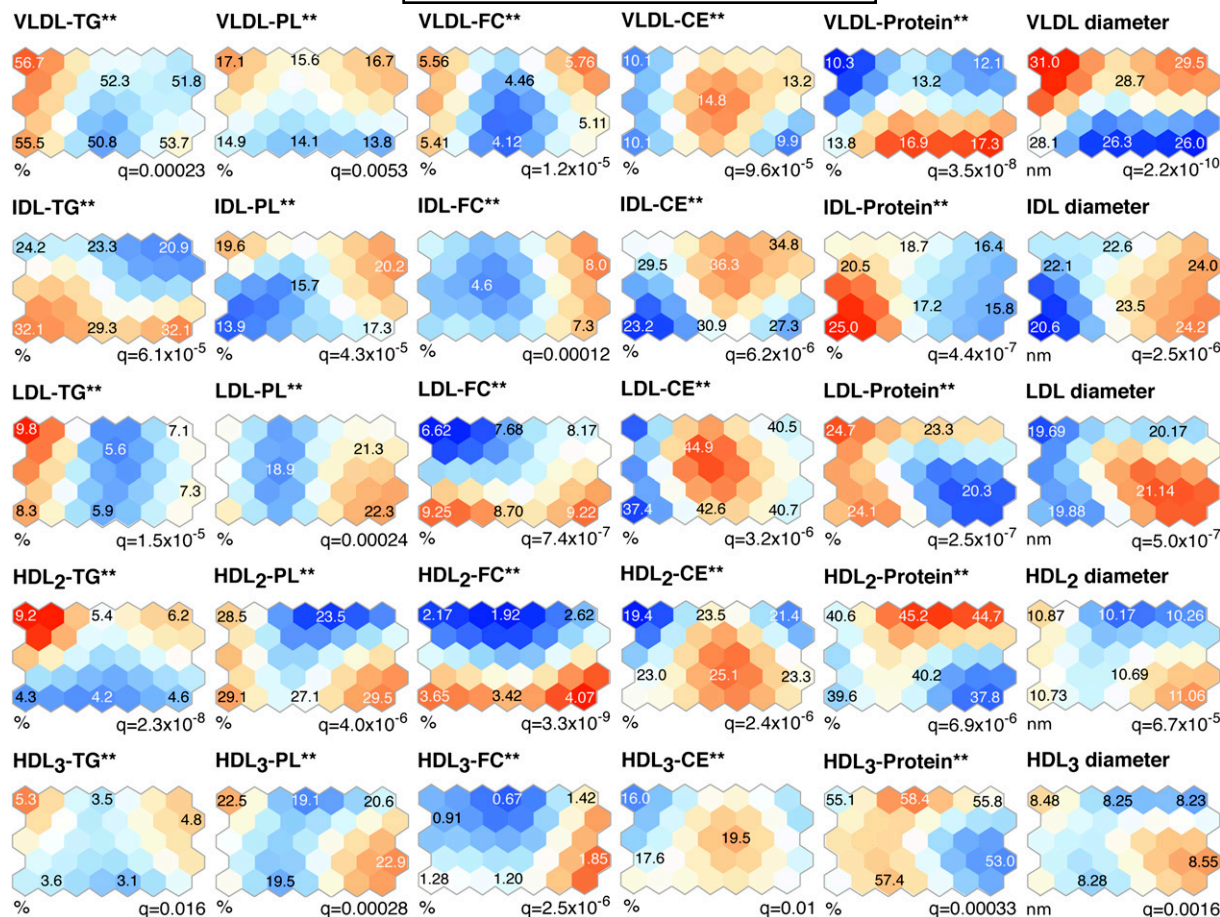 VLDL-TG** VLDL-PL** VLDL-FC** VLDL-CE** VLDL-Protein** VLDL diameter
56.7 52.3 51.8 17.1 15.6 16.7 5.56 4.46 5.76 10.1 14.8 13.2 10.3 13.2 12.1 31.0 28.7 29.5
55.5 50.8 53.7 14.9 14.1 13.8 5.41 4.12 5.11 10.1 9.9 13.8 16.9 17.3 28.1 26.3 26.0
% q=0.00023 % q=0.0053 % q=1.2x10-5 % q=9.6x10-5 % q=3.5x10-8 nm q=2.2x10-10
IDL-TG** IDL-PL** IDL-FC** IDL-CE** IDL-Protein** IDL diameter
24.2 23.3 20.9 19.6 15.7 20.2 4.6 8.0 29.5 36.3 34.8 20.5 18.7 16.4 22.1 22.6 24.0
32.1 29.3 32.1 13.9 17.3 7.3 23.2 30.9 27.3 25.0 17.2 15.8 20.6 23.5 24.2
% q=6.1x10-5 % q=4.3x10-5 % q=0.00012 % q=6.2x10-6 % q=4.4x10-7 nm q=2.5x10-6
LDL-TG** LDL-PL** LDL-FC** LDL-CE** LDL-Protein** LDL diameter
9.8 5.6 7.1 18.9 21.3 6.62 7.68 8.17 44.9 40.5 24.7 23.3 19.69 20.17
8.3 5.9 7.3 22.3 9.25 8.70 9.22 37.4 42.6 40.7 24.1 20.3 19.88 21.14
% q=1.5x10-5 % q=0.00024 % q=7.4x10-7 % q=3.2x10-6 % q=2.5x10-7 nm q=5.0x10-7
HDL2-TG** HDL2-PL** HDL2-FC** HDL2-CE** HDL2-Protein** HDL2 diameter
9.2 5.4 6.2 28.5 23.5 2.17 1.92 2.62 19.4 23.5 21.4 40.6 45.2 44.7 10.87 10.17 10.26
4.3 4.2 4.6 29.1 27.1 29.5 3.65 3.42 4.07 23.0 25.1 23.3 39.6 40.2 37.8 10.73 10.69 11.06
% q=2.3x10-8 % q=4.0x10-6 % q=3.3x10-9 % q=2.4x10-6 % q=6.9x10-6 nm q=6.7x10-5
HDL3-TG** HDL3-PL** HDL3-FC** HDL3-CE** HDL3-Protein** HDL3 diameter
5.3 3.5 4.8 22.5 19.1 20.6 0.91 0.67 1.42 16.0 19.5 55.1 58.4 55.8 8.48 8.25 8.23
3.6 3.1 19.5 22.9 1.28 1.20 1.85 17.6 57.4 53.0 8.28 8.55
% q=0.016 % q=0.00028 % q=2.5x10-6 % q=0.01 % q=0.00033 nm q=0.0016